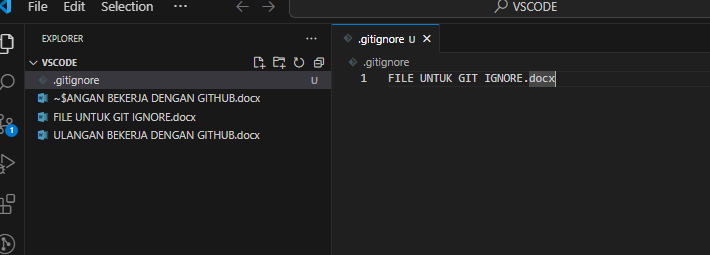 File Edit Selection ... VSCODE
EXPLORER ...
VSCODE
.gitignore U
~$ANGAN BEKERJA DENGAN GITHUB.docx
FILE UNTUK GIT IGNORE.docx
ULANGAN BEKERJA DENGAN GITHUB.docx
1
.gitignore U
.gitignore
1 FILE UNTUK GIT IGNORE.docx